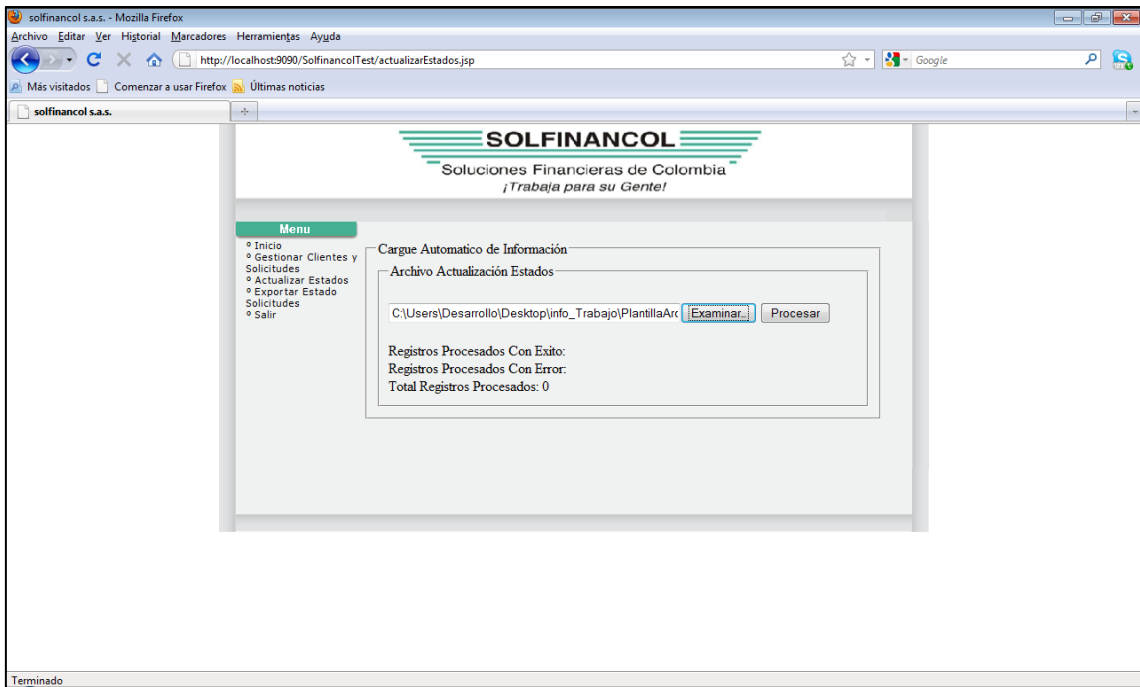 solfinancol s.a.s. - Mozilla Firefox
Archivo Editar Ver Historial Marcadores Herramientas Ayuda
http://localhost:9090/SolfinancolTest/actualizarEstados.jsp
Google
Más visitados Comenzar a usar Firefox Últimas noticias
solfinancol s.a.s.
SOLFINANCOL
Soluciones Financieras de Colombia
¡Trabaja para su Gente!
Menu
º Inicio
º Gestionar Clientes y
Solicitudes
º Actualizar Estados
º Exportar Estado
Solicitudes
º Salir
Cargue Automatico de Información
Archivo Actualización Estados
C:\Users\Desarrollo\Desktop\info_Trabajo\PlantillaArc Examinar... Procesar
Registros Procesados Con Exito:
Registros Procesados Con Error:
Total Registros Procesados: 0
Terminado